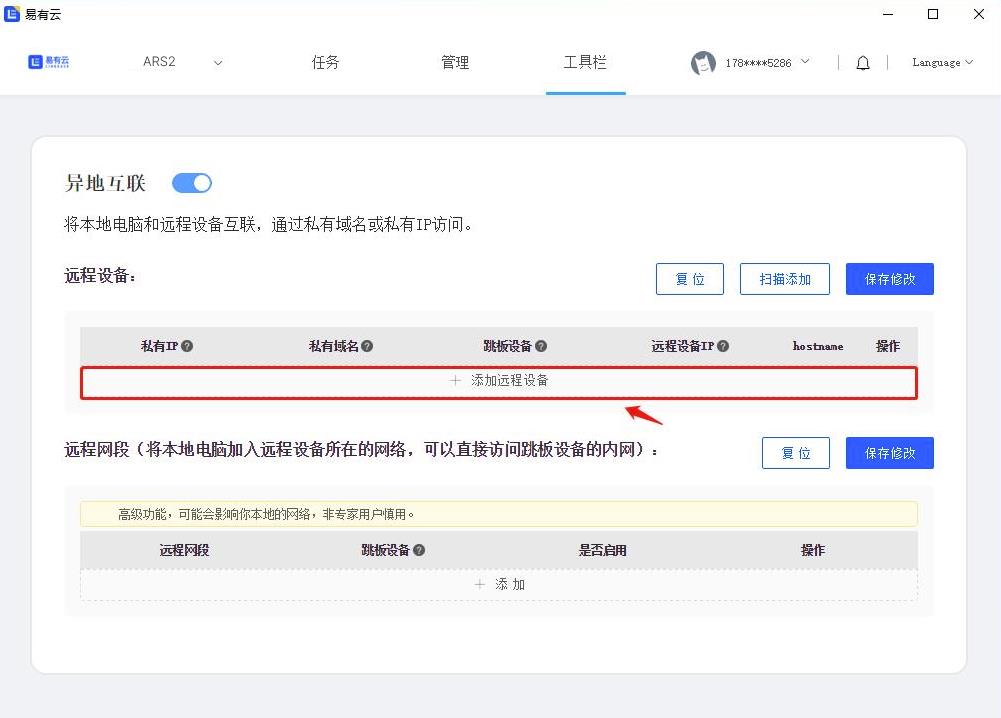 易有云
易有云
ARS2
任务
管理
工具栏
178****5286
Language
异地互联
将本地电脑和远程设备互联，通过私有域名或私有IP访问。
远程设备：
复 位
扫描添加
保存修改
私有IP ?
私有域名 ?
跳板设备 ?
远程设备IP ?
hostname
操作
＋ 添加远程设备
远程网段（将本地电脑加入远程设备所在的网络，可以直接访问跳板设备的内网）：
复 位
保存修改
高级功能，可能会影响你本地的网络，非专家用户慎用。
远程网段
跳板设备 ?
是否启用
操作
＋ 添 加